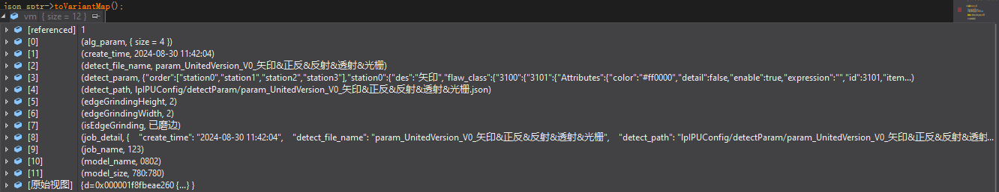 json sptr->toVariantMap();
vm { size = 12 }
[referenced] 1
[0] (alg_param, { size = 4 })
[1] (create_time, 2024-08-30 11:42:04)
[2] (detect_file_name, param_UnitedVersion_V0_矢印&正反&反射&透射&光栅)
[3] (detect_param, {"order":["station0","station1","station2","station3"],"station0":{"des":"矢印","flaw_class":{"3100":{"3101":{"Attributes":{"color":"#ff0000","detail":false,"enable":true,"expression":"","id":3101,"item...)
[4] (detect_path, IpIPUConfig/detectParam/param_UnitedVersion_V0_矢印&正反&反射&透射&光栅.json)
[5] (edgeGrindingHeight, 2)
[6] (edgeGrindingWidth, 2)
[7] (isEdgeGrinding, 已磨边)
[8] (job_detail, { "create_time": "2024-08-30 11:42:04", "detect_file_name": "param_UnitedVersion_V0_矢印&正反&反射&透射&光栅", "detect_path": "IpIPUConfig/detectParam/param_UnitedVersion_V0_矢印&正反&反射&透射...
[9] (job_name, 123)
[10] (model_name, 0802)
[11] (model_size, 780:780)
[原始视图] {d=0x000001f8fbeae260 {...} }